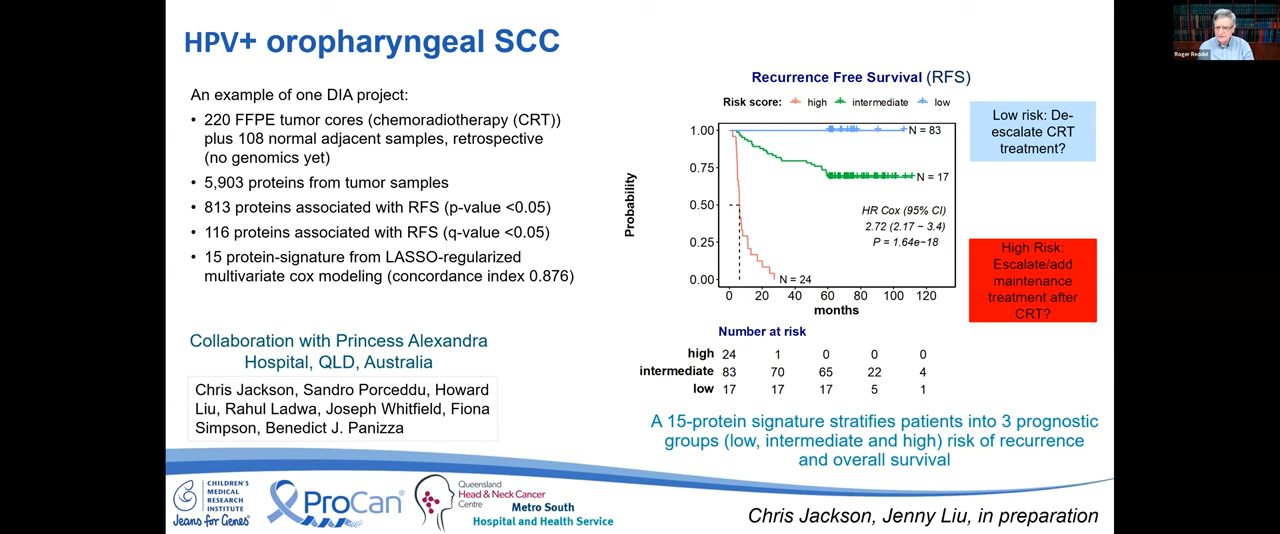 HPV+ oropharyngeal SCC
An example of one DIA project:
• 220 FFPE tumor cores (chemoradiotherapy (CRT))
plus 108 normal adjacent samples, retrospective
(no genomics yet)
• 5,903 proteins from tumor samples
• 813 proteins associated with RFS (p-value <0.05)
• 116 proteins associated with RFS (q-value <0.05)
• 15 protein-signature from LASSO-regularized
multivariate cox modeling (concordance index 0.876)
Collaboration with Princess Alexandra
Hospital, QLD, Australia
Chris Jackson, Sandro Porceddu, Howard
Liu, Rahul Ladwa, Joseph Whitfield, Fiona
Simpson, Benedict J. Panizza
Recurrence Free Survival (RFS)
Risk score: high intermediate low
Probability
1.00
0.75
0.50
0.25
0.00
N = 83
N = 17
HR Cox (95% CI)
2.72 (2.17 − 3.4)
P = 1.64e−18
N = 24
0 20 40 60 80 100 120
months
Number at risk
high 24 1 0 0 0
intermediate 83 70 65 22 4
low 17 17 17 5 1
Low risk: De-
escalate CRT
treatment?
High Risk:
Escalate/add
maintenance
treatment after
CRT?
A 15-protein signature stratifies patients into 3 prognostic
groups (low, intermediate and high) risk of recurrence
and overall survival
CHILDREN'S
MEDICAL
RESEARCH
INSTITUTE
Jeans for Genes®
ProCan®
Queensland
Head & Neck Cancer
Centre
Metro South
Hospital and Health Service
Chris Jackson, Jenny Liu, in preparation
Roger Reddel